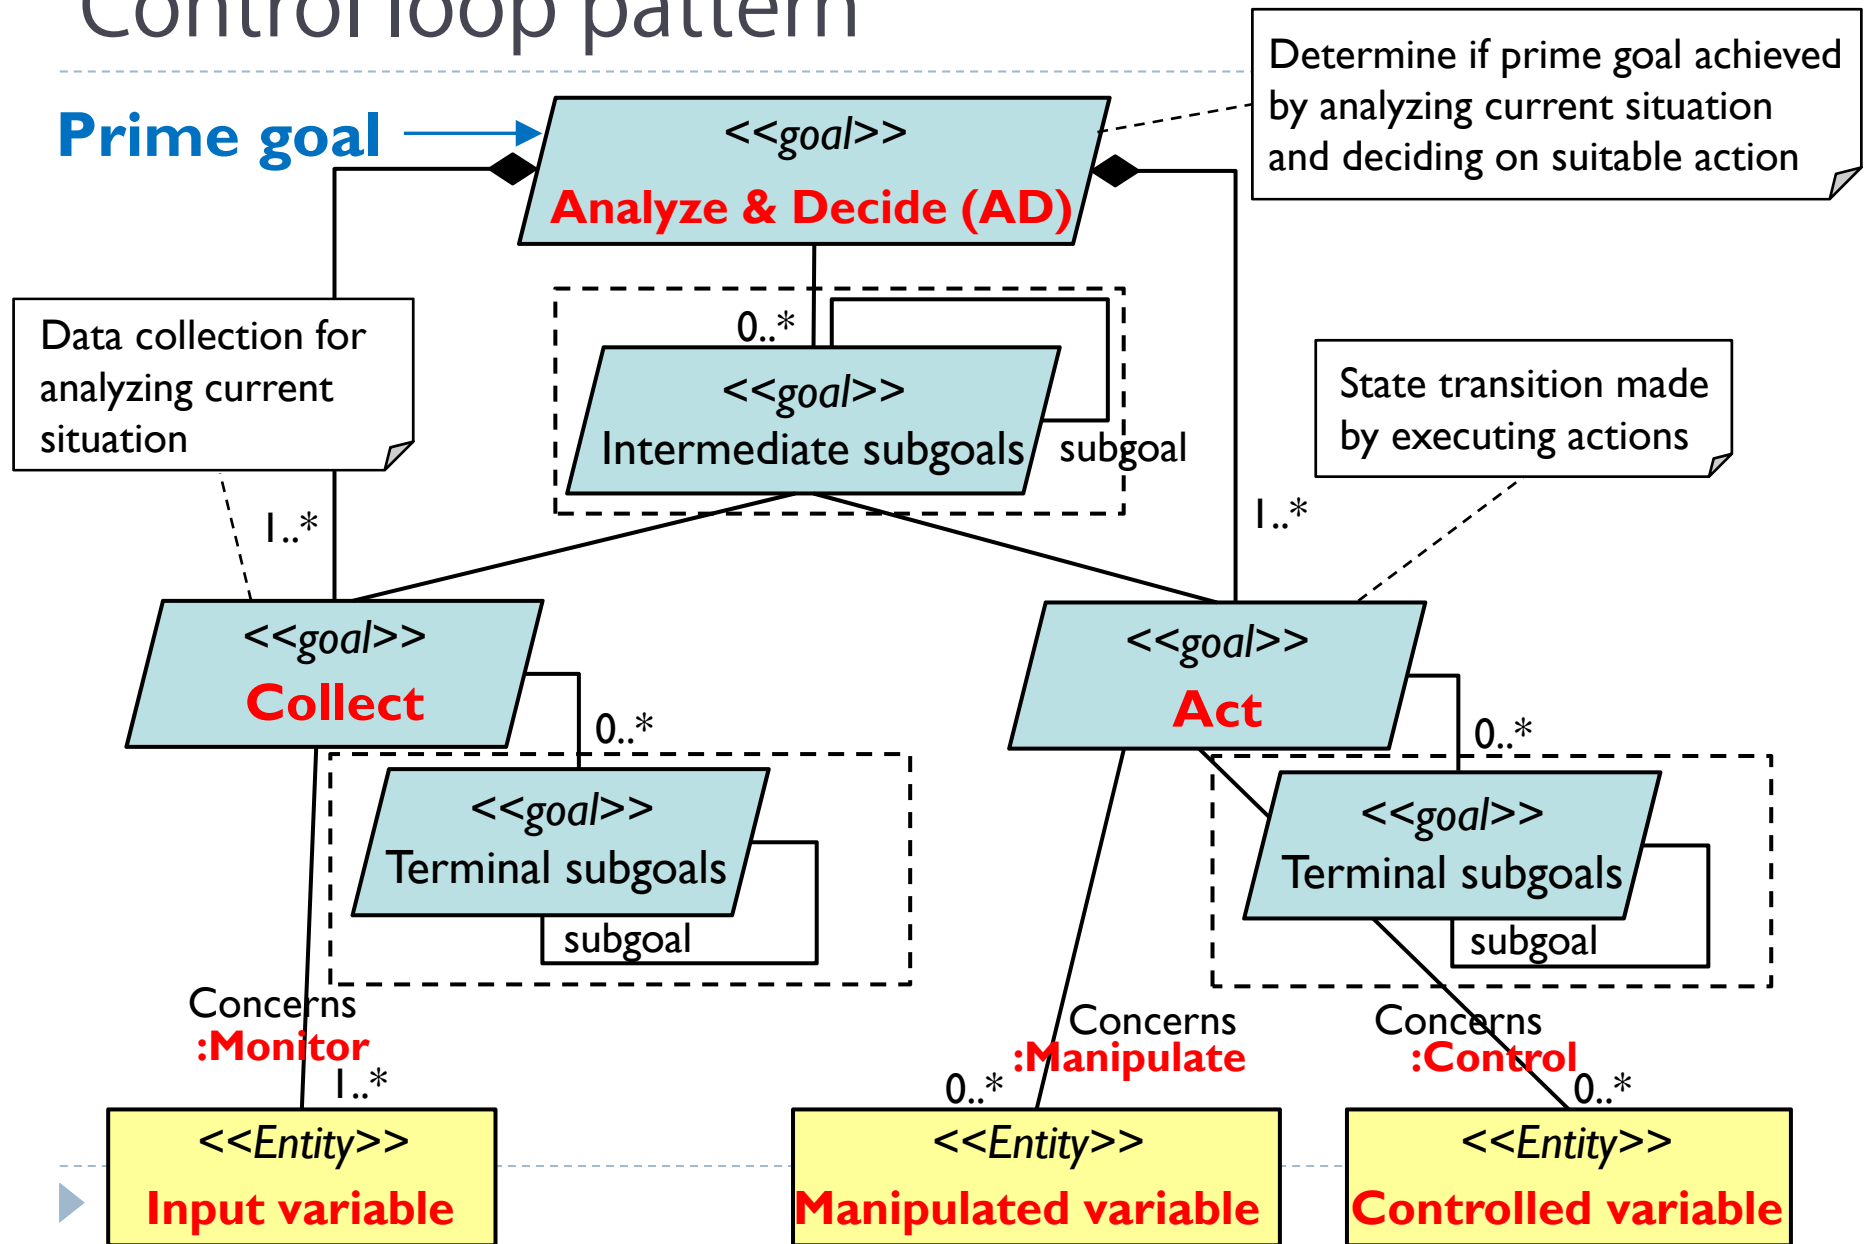 Control loop pattern
Determine if prime goal achieved
by analyzing current situation
and deciding on suitable action
Prime goal
<<goal>>
Analyze & Decide (AD)
Data collection for
analyzing current
situation
0..*
<<goal>>
Intermediate subgoals
subgoal
State transition made
by executing actions
1..*
1..*
<<goal>>
Collect
<<goal>>
Act
0..*
0..*
<<goal>>
Terminal subgoals
subgoal
<<goal>>
Terminal subgoals
subgoal
Concerns
:Monitor
1..*
Concerns
:Manipulate
0..*
Concerns
:Control
0..*
<<Entity>>
Input variable
<<Entity>>
Manipulated variable
<<Entity>>
Controlled variable